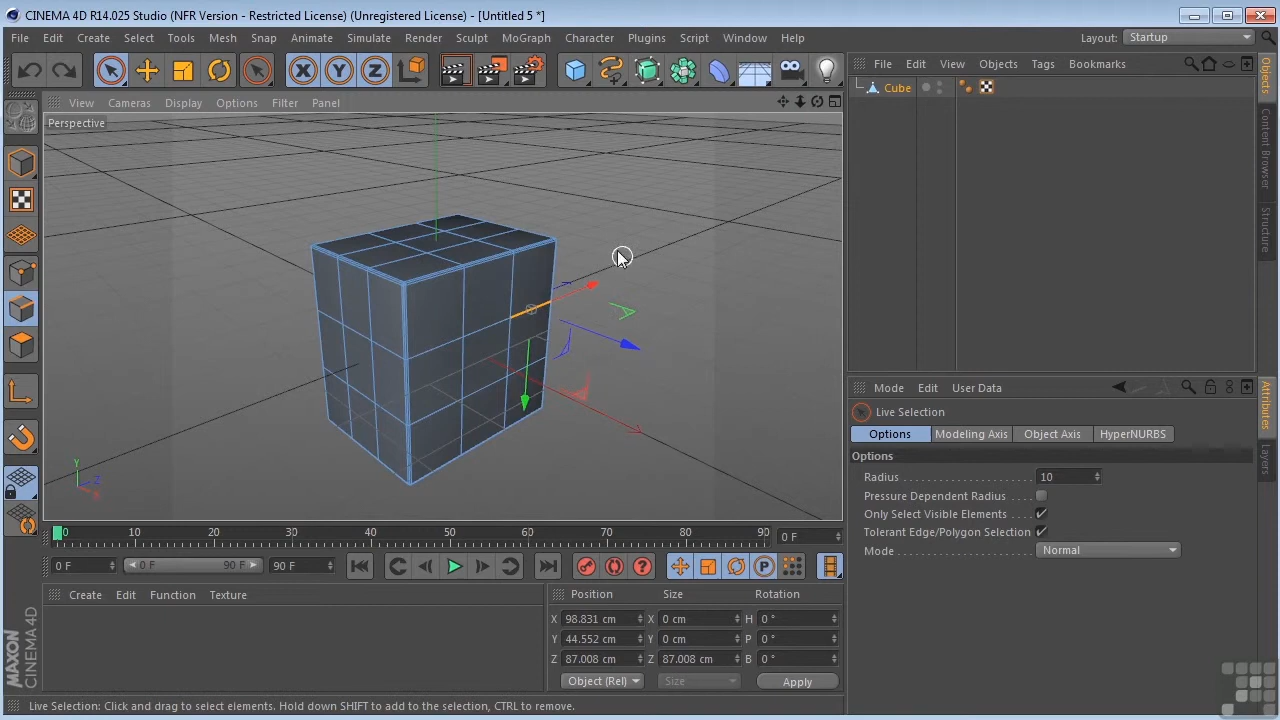 CINEMA 4D R14.025 Studio (NFR Version - Restricted License) (Unregistered License) - [Untitled 5 *]
File Edit Create Select Tools Mesh Snap Animate Simulate Render Sculpt MoGraph Character Plugins Script Window Help
Layout: Startup
File Edit View Objects Tags Bookmarks
View Cameras Display Options Filter Panel
Perspective
Cube
Objects
Content Browser
Structure
Y
Z
X
Mode Edit User Data
Live Selection
Options Modeling Axis Object Axis HyperNURBS
Options
Radius 10
Pressure Dependent Radius
Only Select Visible Elements
Tolerant Edge/Polygon Selection
Mode Normal
Attributes
Layers
0 10 20 30 40 50 60 70 80 90 0 F
0 F 0 F 90 F 90 F
Create Edit Function Texture
Position Size Rotation
X 98.831 cm X 0 cm H 0 °
Y 44.552 cm Y 0 cm P 0 °
Z 87.008 cm Z 87.008 cm B 0 °
Object (Rel) Size Apply
MAXON
CINEMA 4D
Live Selection: Click and drag to select elements. Hold down SHIFT to add to the selection, CTRL to remove.